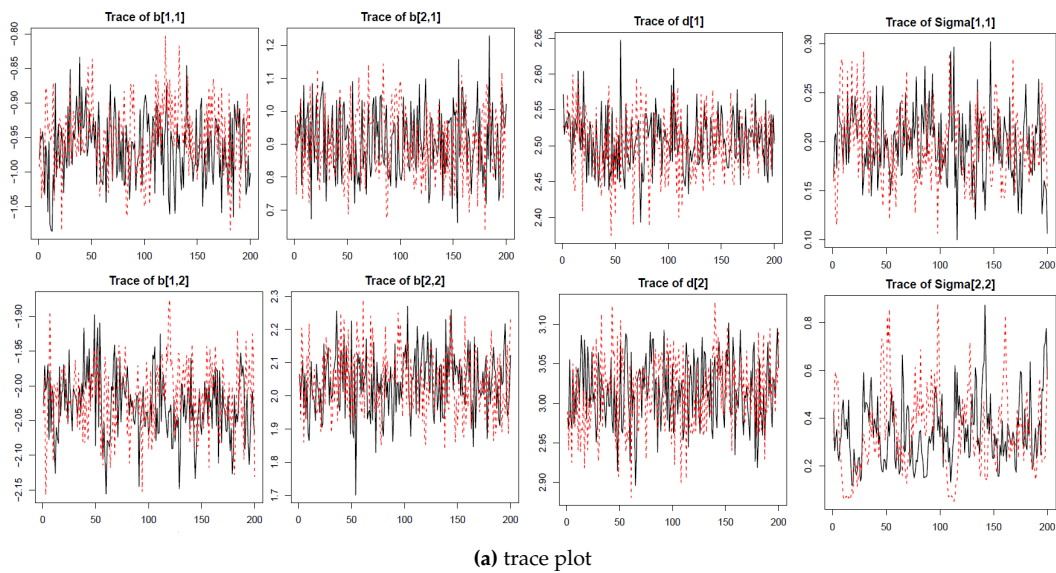 Trace of b[1,1]
−0.80
−0.85
−0.90
−0.95
−1.00
−1.05
0 50 100 150 200
Trace of b[2,1]
1.2
1.1
1.0
0.9
0.8
0.7
0 50 100 150 200
Trace of d[1]
2.65
2.60
2.55
2.50
2.45
2.40
0 50 100 150 200
Trace of Sigma[1,1]
0.30
0.25
0.20
0.15
0.10
0 50 100 150 200
Trace of b[1,2]
−1.90
−1.95
−2.00
−2.05
−2.10
−2.15
0 50 100 150 200
Trace of b[2,2]
2.3
2.2
2.1
2.0
1.9
1.8
1.7
0 50 100 150 200
Trace of d[2]
3.10
3.05
3.00
2.95
2.90
0 50 100 150 200
Trace of Sigma[2,2]
0.8
0.6
0.4
0.2
0 50 100 150 200
(a) trace plot